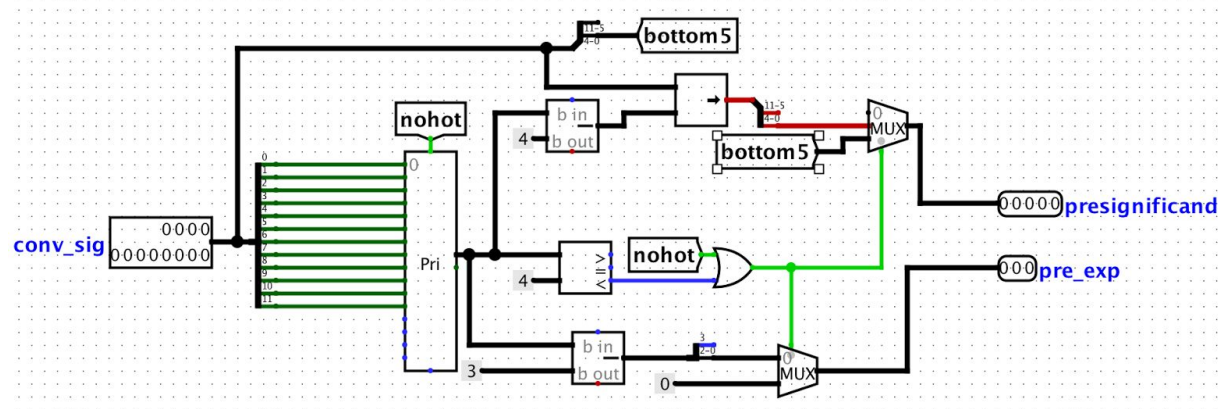 11-5
4-0
bottom5
nohot
b in
b out
4
11-5
4-0
0
MUX
bottom5
0
1
2
3
4
5
6
7
8
9
10
11
0
Pri
conv_sig
0000
00000000
00000
presignificand
4
nohot
000
pre_exp
3
b in
b out
3
2-0
0
0
MUX